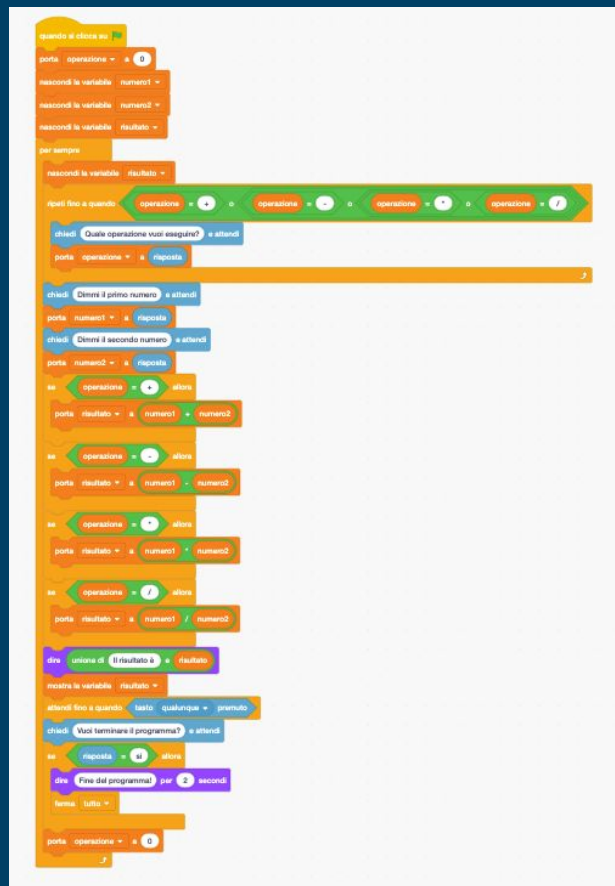 quando si clicca su
porta operazione a 0
nascondi la variabile numero1
nascondi la variabile numero2
nascondi la variabile risultato
per sempre
nascondi la variabile risultato
ripeti fino a quando operazione = + o operazione = - o operazione = * o operazione = /
chiedi Quale operazione vuoi eseguire? e attendi
porta operazione a risposta
chiedi Dimmi il primo numero e attendi
porta numero1 a risposta
chiedi Dimmi il secondo numero e attendi
porta numero2 a risposta
se operazione = + allora
porta risultato a numero1 + numero2
se operazione = - allora
porta risultato a numero1 - numero2
se operazione = * allora
porta risultato a numero1 * numero2
se operazione = / allora
porta risultato a numero1 / numero2
dire unione di Il risultato è e risultato
mostra la variabile risultato
attendi fino a quando tasto qualunque premuto
chiedi Vuoi terminare il programma? e attendi
se risposta = si allora
dire Fine del programma! per 2 secondi
ferma tutto
porta operazione a 0